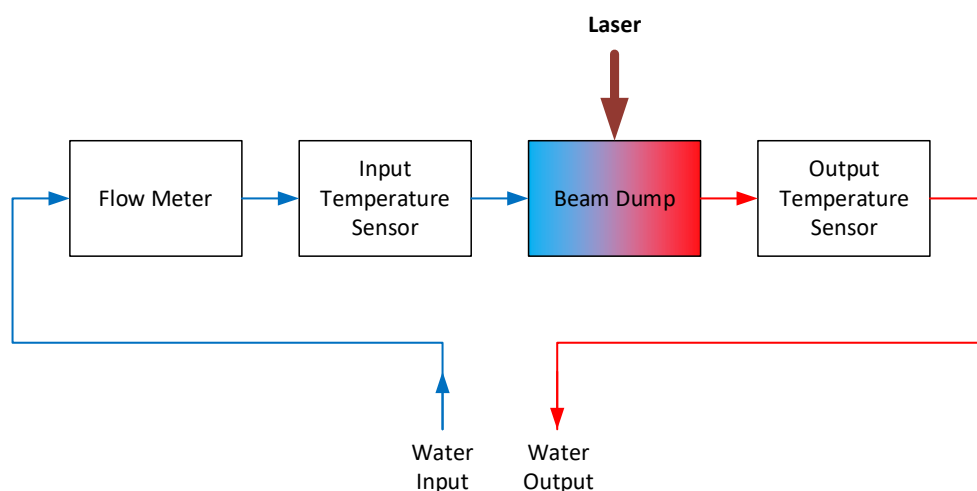 Laser
Flow Meter
Input
Temperature
Sensor
Beam Dump
Output
Temperature
Sensor
Water
Input
Water
Output